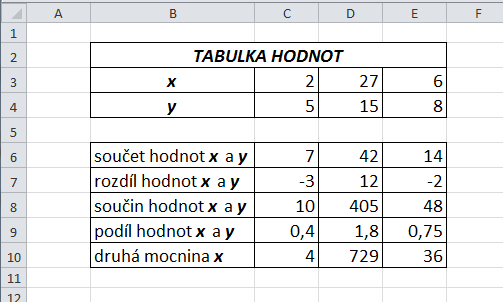 A B C D E F
1
2 TABULKA HODNOT
3 x 2 27 6
4 y 5 15 8
5
6 součet hodnot x a y 7 42 14
7 rozdíl hodnot x a y -3 12 -2
8 součin hodnot x a y 10 405 48
9 podíl hodnot x a y 0,4 1,8 0,75
10 druhá mocnina x 4 729 36
11
12